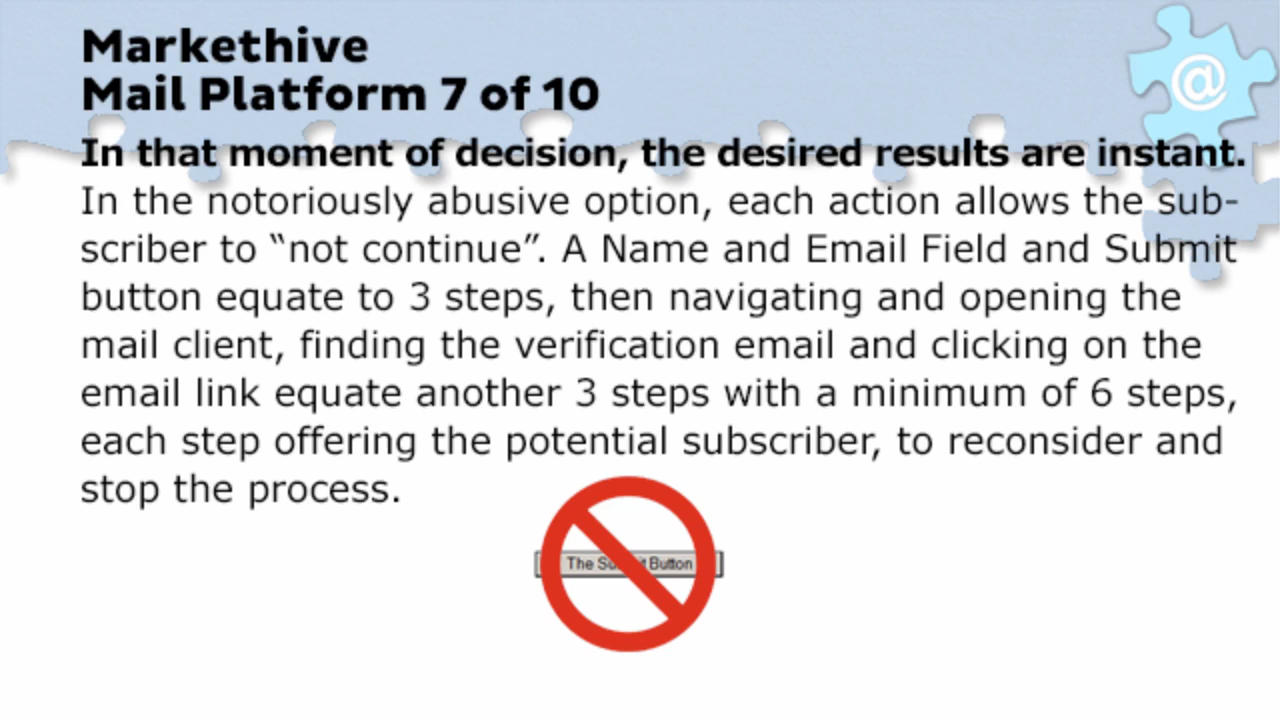 Markethive
Mail Platform 7 of 10
@
In that moment of decision, the desired results are instant.
In the notoriously abusive option, each action allows the sub-
scriber to “not continue”. A Name and Email Field and Submit
button equate to 3 steps, then navigating and opening the
mail client, finding the verification email and clicking on the
email link equate another 3 steps with a minimum of 6 steps,
each step offering the potential subscriber, to reconsider and
stop the process.
The Submit Button